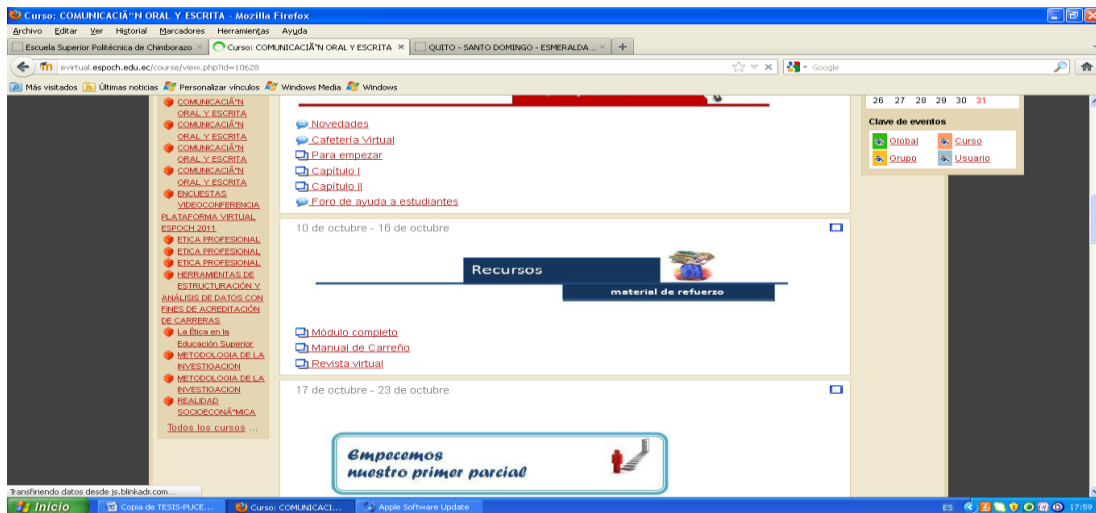 Curso: COMUNICACIÃ"N ORAL Y ESCRITA - Mozilla Firefox
Archivo Editar Ver Historial Marcadores Herramientas Ayuda
Escuela Superior Politécnica de Chimborazo × Curso: COMUNICACIÃ"N ORAL Y ESCRITA × QUITO - SANTO DOMINGO - ESMERALDA... × +
evirtual.espoch.edu.ec/course/view.php?id=10628 Google
Más visitados Últimas noticias Personalizar vínculos Windows Media Windows
COMUNICACIÃ"N
ORAL Y ESCRITA
COMUNICACIÃ"N
ORAL Y ESCRITA
COMUNICACIÃ"N
ORAL Y ESCRITA
COMUNICACIÃ"N
ORAL Y ESCRITA
ENCUESTAS
VIDEOCONFERENCIA
PLATAFORMA VIRTUAL
ESPOCH 2011
ETICA PROFESIONAL
ETICA PROFESIONAL
ETICA PROFESIONAL
HERRAMIENTAS DE
ESTRUCTURACIÓN Y
ANÁLISIS DE DATOS CON
FINES DE ACREDITACIÓN
DE CARRERAS
La Ética en la
Educación Superior
METODOLOGIA DE LA
INVESTIGACION
METODOLOGIA DE LA
INVESTIGACION
REALIDAD
SOCIOECONÃ"MICA
Todos los cursos ...
Novedades
Cafetería Virtual
Para empezar
Capítulo I
Capítulo II
Foro de ayuda a estudiantes
10 de octubre - 16 de octubre
Recursos
material de refuerzo
Módulo completo
Manual de Carreño
Revista virtual
17 de octubre - 23 de octubre
Empecemos
nuestro primer parcial
26 27 28 29 30 31
Clave de eventos
Global Curso
Grupo Usuario
Transfiriendo datos desde js.blinkadr.com...
Inicio Copia de TESIS-PUCE... Curso: COMUNICACI... Apple Software Update ES 17:59